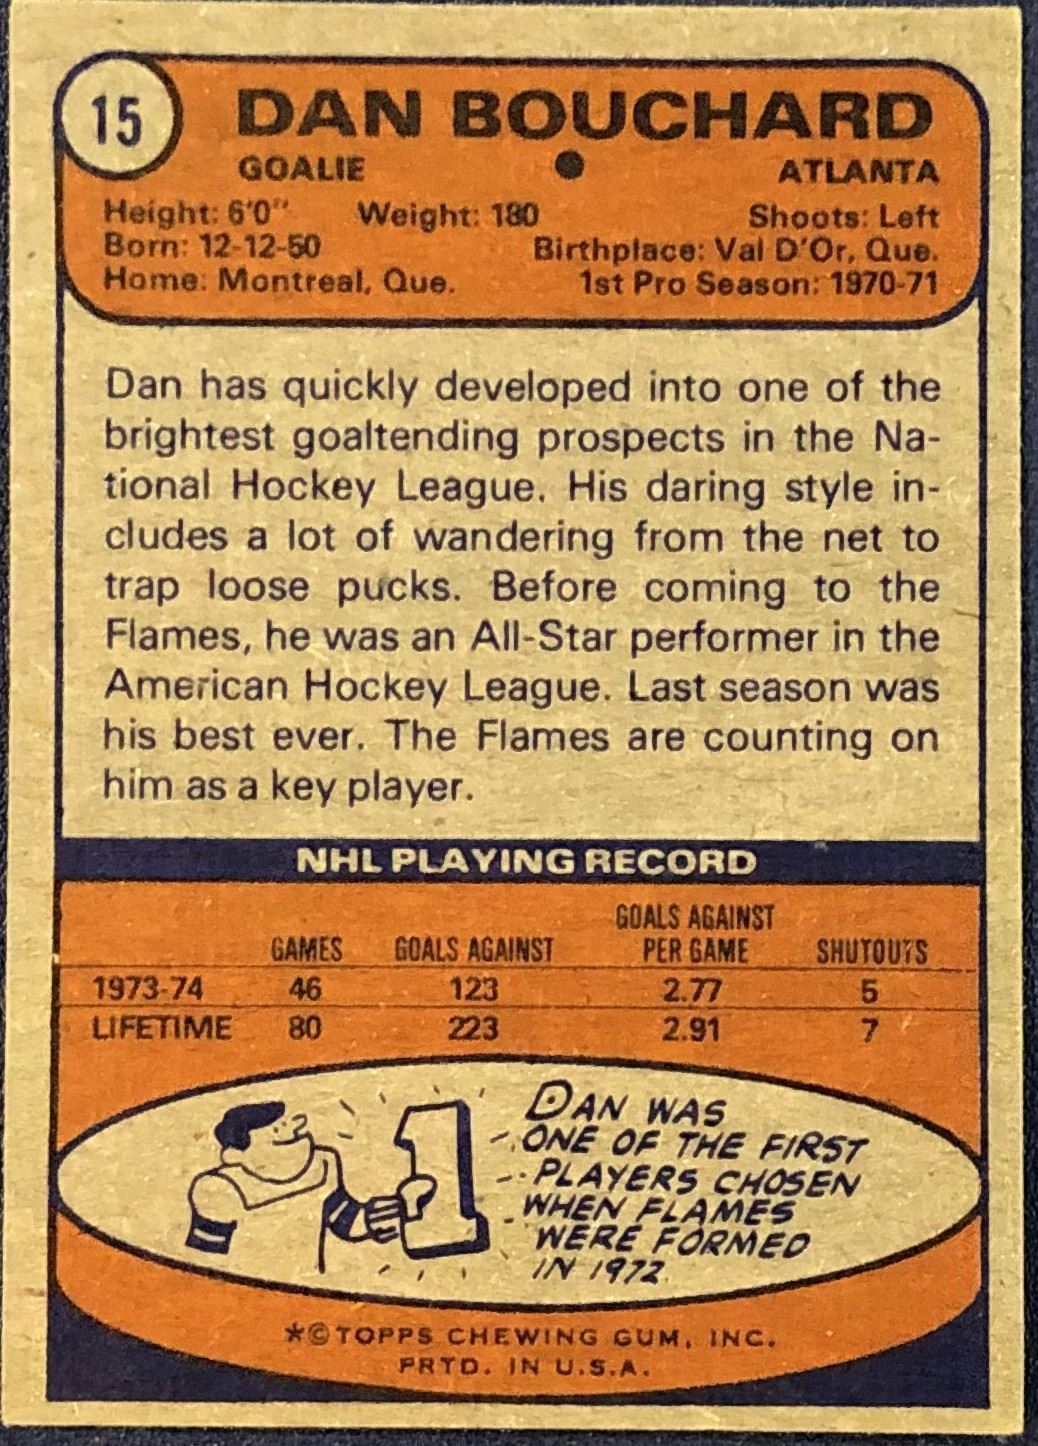 15
DAN BOUCHARD
GOALIE ● ATLANTA
Height: 6'0" Weight: 180 Shoots: Left
Born: 12-12-50 Birthplace: Val D'Or, Que.
Home: Montreal, Que. 1st Pro Season: 1970-71
Dan has quickly developed into one of the
brightest goaltending prospects in the Na-
tional Hockey League. His daring style in-
cludes a lot of wandering from the net to
trap loose pucks. Before coming to the
Flames, he was an All-Star performer in the
American Hockey League. Last season was
his best ever. The Flames are counting on
him as a key player.
NHL PLAYING RECORD
GAMES GOALS AGAINST GOALS AGAINST PER GAME SHUTOUTS
1973-74 46 123 2.77 5
LIFETIME 80 223 2.91 7
1
DAN WAS
ONE OF THE FIRST
PLAYERS CHOSEN
WHEN FLAMES
WERE FORMED
IN 1972.
*© TOPPS CHEWING GUM, INC.
PRTD. IN U.S.A.